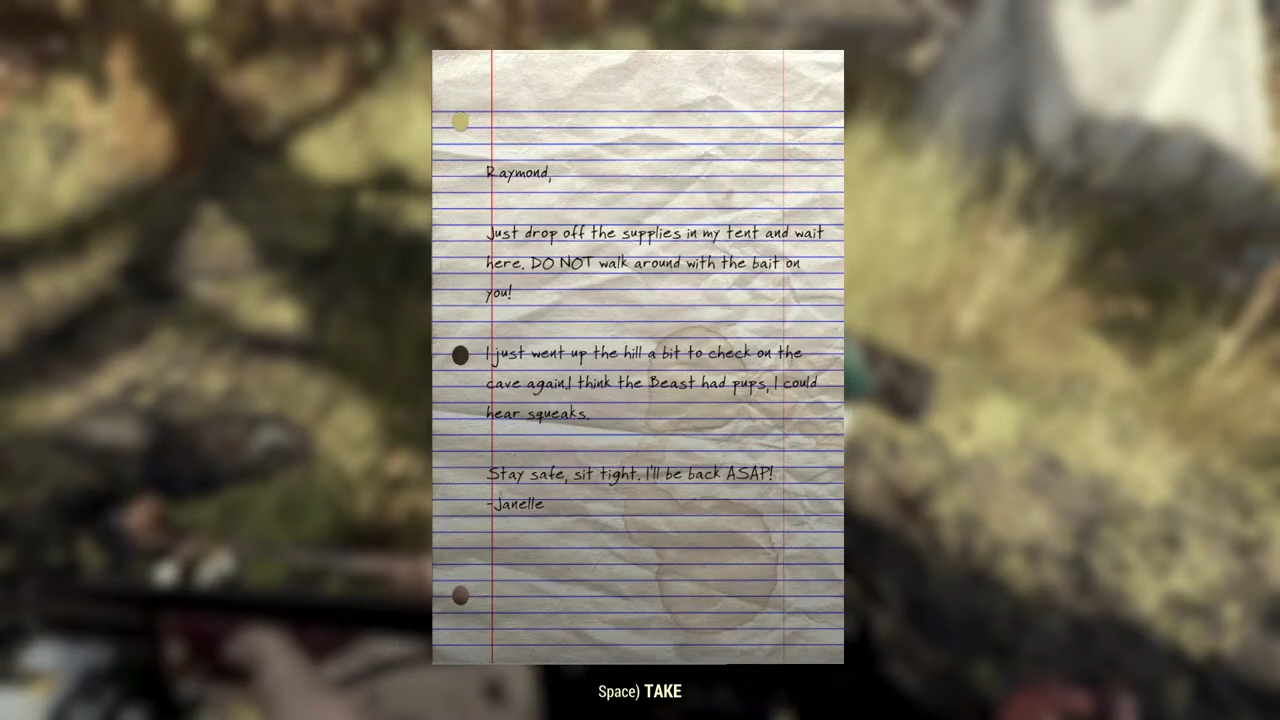 Raymond,
Just drop off the supplies in my tent and wait
here. DO NOT walk around with the bait on
you!
I just went up the hill a bit to check on the
cave again.I think the Beast had pups, I could
hear squeaks.
Stay safe, sit tight. I'll be back ASAP!
-Janelle
Space) TAKE